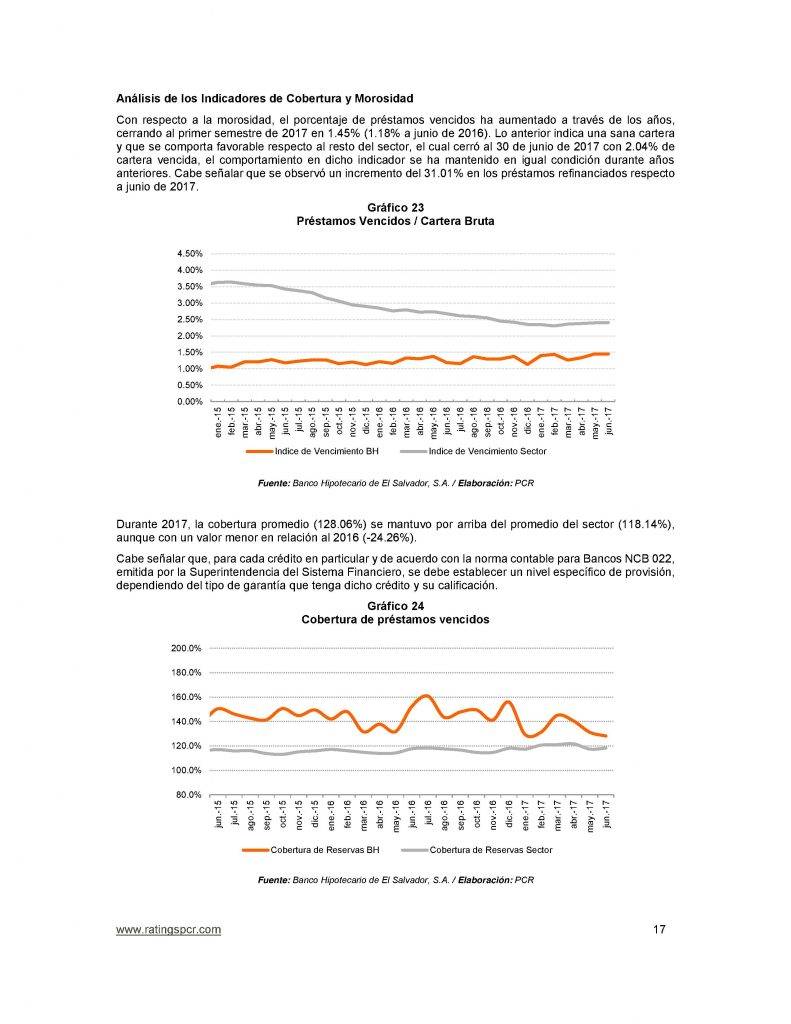 Análisis de los Indicadores de Cobertura y Morosidad
Con respecto a la morosidad, el porcentaje de préstamos vencidos ha aumentado a través de los años,
cerrando al primer semestre de 2017 en 1.45% (1.18% a junio de 2016). Lo anterior indica una sana cartera
y que se comporta favorable respecto al resto del sector, el cual cerró al 30 de junio de 2017 con 2.04% de
cartera vencida, el comportamiento en dicho indicador se ha mantenido en igual condición durante años
anteriores. Cabe señalar que se observó un incremento del 31.01% en los préstamos refinanciados respecto
a junio de 2017.
Gráfico 23
Préstamos Vencidos / Cartera Bruta
4.50%
4.00%
3.50%
3.00%
2.50%
2.00%
1.50%
1.00%
0.50%
0.00%
ene.-15
feb.-15
mar.-15
abr.-15
may.-15
jun.-15
jul.-15
ago.-15
sep.-15
oct.-15
nov.-15
dic.-15
ene.-16
feb.-16
mar.-16
abr.-16
may.-16
jun.-16
jul.-16
ago.-16
sep.-16
oct.-16
nov.-16
dic.-16
ene.-17
feb.-17
mar.-17
abr.-17
may.-17
jun.-17
Indice de Vencimiento BH
Indice de Vencimiento Sector
Fuente: Banco Hipotecario de El Salvador, S.A. / Elaboración: PCR
Durante 2017, la cobertura promedio (128.06%) se mantuvo por arriba del promedio del sector (118.14%),
aunque con un valor menor en relación al 2016 (-24.26%).
Cabe señalar que, para cada crédito en particular y de acuerdo con la norma contable para Bancos NCB 022,
emitida por la Superintendencia del Sistema Financiero, se debe establecer un nivel específico de provisión,
dependiendo del tipo de garantía que tenga dicho crédito y su calificación.
Gráfico 24
Cobertura de préstamos vencidos
200.0%
180.0%
160.0%
140.0%
120.0%
100.0%
80.0%
jun.-15
jul.-15
ago.-15
sep.-15
oct.-15
nov.-15
dic.-15
ene.-16
feb.-16
mar.-16
abr.-16
may.-16
jun.-16
jul.-16
ago.-16
sep.-16
oct.-16
nov.-16
dic.-16
ene.-17
feb.-17
mar.-17
abr.-17
may.-17
jun.-17
Cobertura de Reservas BH
Cobertura de Reservas Sector
Fuente: Banco Hipotecario de El Salvador, S.A. / Elaboración: PCR
www.ratingspcr.com
17